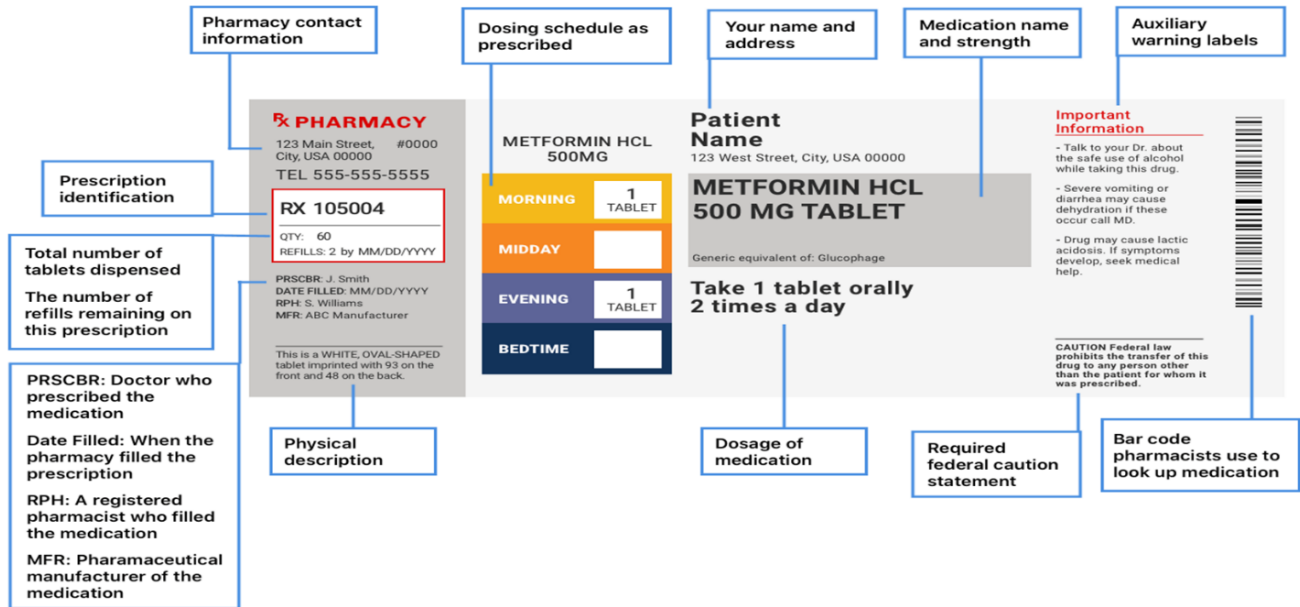 Pharmacy contact
information
Dosing schedule as
prescribed
Your name and
address
Medication name
and strength
Auxiliary
warning labels
Prescription
identification
Total number of
tablets dispensed
The number of
refills remaining on
this prescription
PRSCBR: Doctor who
prescribed the
medication
Date Filled: When the
pharmacy filled the
prescription
RPH: A registered
pharmacist who filled
the medication
MFR: Pharamaceutical
manufacturer of the
medication
Rx PHARMACY
123 Main Street, #0000
City, USA 00000
TEL 555-555-5555
RX 105004
QTY: 60
REFILLS: 2 by MM/DD/YYYY
PRSCBR: J. Smith
DATE FILLED: MM/DD/YYYY
RPH: S. Williams
MFR: ABC Manufacturer
This is a WHITE, OVAL-SHAPED
tablet imprinted with 93 on the
front and 48 on the back.
METFORMIN HCL
500MG
MORNING
1
TABLET
MIDDAY
EVENING
1
TABLET
BEDTIME
Patient
Name
123 West Street, City, USA 00000
METFORMIN HCL
500 MG TABLET
Generic equivalent of: Glucophage
Take 1 tablet orally
2 times a day
Important
Information
- Talk to your Dr. about
the safe use of alcohol
while taking this drug.
- Severe vomiting or
diarrhea may cause
dehydration if these
occur call MD.
- Drug may cause lactic
acidosis. If symptoms
develop, seek medical
help.
CAUTION Federal law
prohibits the transfer of this
drug to any person other
than the patient for whom it
was prescribed.
Physical
description
Dosage of
medication
Required
federal caution
statement
Bar code
pharmacists use to
look up medication